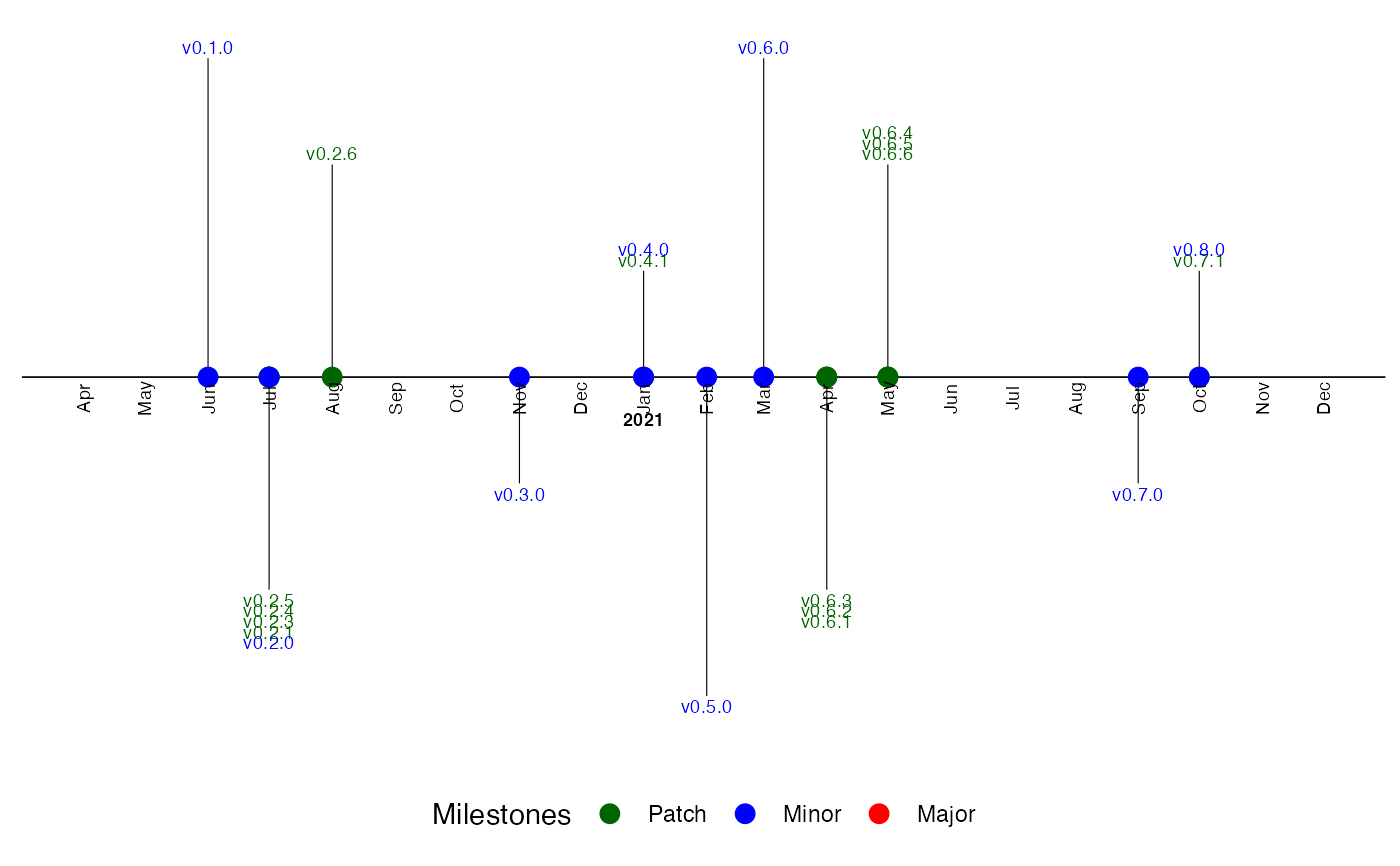 v0.1.0
v0.6.0
v0.6.4
v0.6.5
v0.6.6
v0.2.6
v0.4.0
v0.4.1
v0.8.0
v0.7.1
Apr
May
Jun
Jul
Aug
Sep
Oct
Nov
Dec
Jan
Feb
Mar
Apr
May
Jun
Jul
Aug
Sep
Oct
Nov
Dec
2021
v0.3.0
v0.7.0
v0.2.5
v0.2.4
v0.2.3
v0.2.1
v0.2.0
v0.6.3
v0.6.2
v0.6.1
v0.5.0
Milestones Patch Minor Major